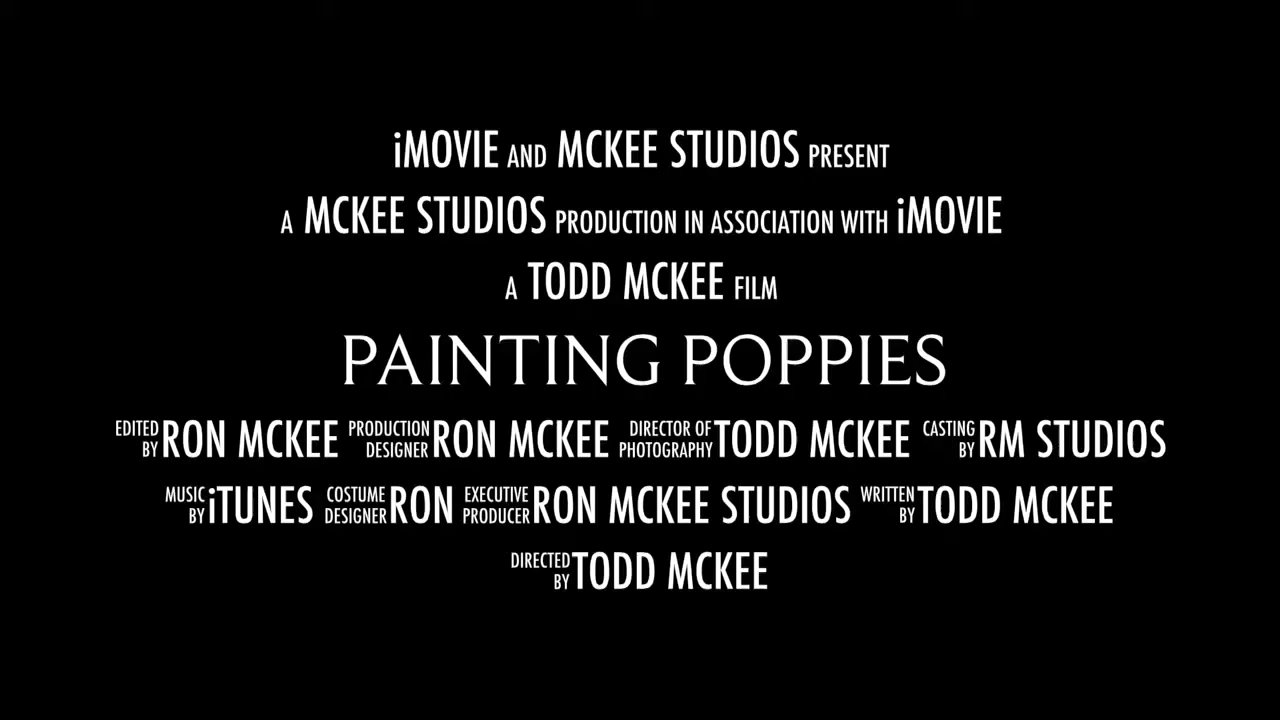 iMOVIE AND MCKEE STUDIOS PRESENT
A MCKEE STUDIOS PRODUCTION IN ASSOCIATION WITH iMOVIE
A TODD MCKEE FILM
PAINTING POPPIES
EDITED BY RON MCKEE PRODUCTION DESIGNER RON MCKEE DIRECTOR OF PHOTOGRAPHY TODD MCKEE CASTING BY RM STUDIOS
MUSIC BY iTUNES COSTUME DESIGNER RON EXECUTIVE PRODUCER RON MCKEE STUDIOS WRITTEN BY TODD MCKEE
DIRECTED BY TODD MCKEE